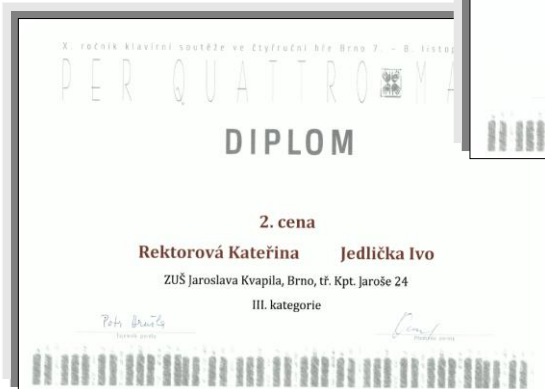 X. ročník klavírní soutěže ve čtyřruční hře Brno 7. - 8. listop
PER QUATTRO MA
DIPLOM
2. cena
Rektorová Kateřina Jedlička Ivo
ZUŠ Jaroslava Kvapila, Brno, tř. Kpt. Jaroše 24
III. kategorie